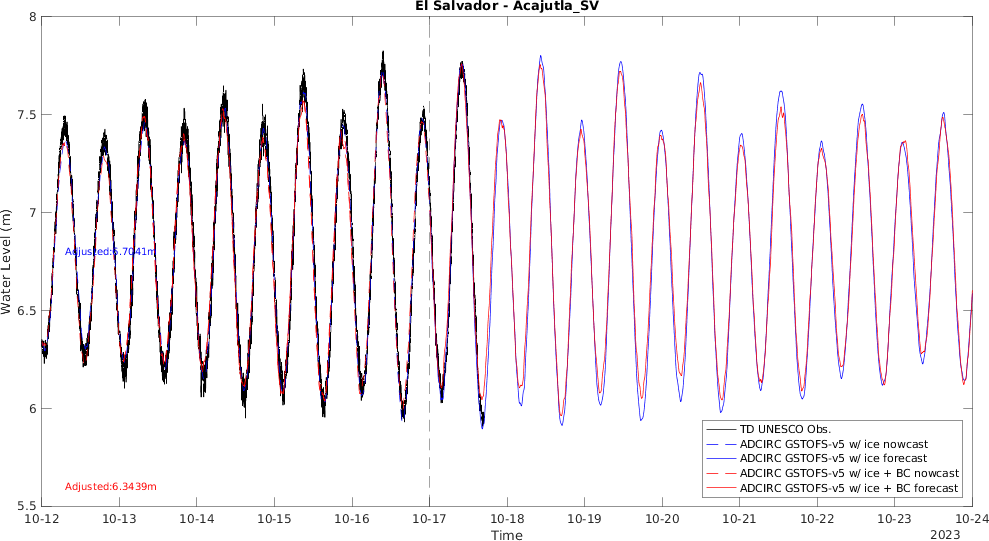 El Salvador - Acajutla_SV
8
7.5
7
6.5
6
5.5
Water Level (m)
Adjusted:6.7041m
Adjusted:6.3439m
TD UNESCO Obs.
ADCIRC GSTOFS-v5 w/ ice nowcast
ADCIRC GSTOFS-v5 w/ ice forecast
ADCIRC GSTOFS-v5 w/ ice + BC nowcast
ADCIRC GSTOFS-v5 w/ ice + BC forecast
10-12 10-13 10-14 10-15 10-16 10-17 10-18 10-19 10-20 10-21 10-22 10-23 10-24
Time
2023